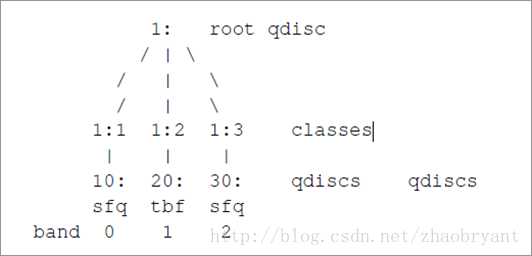 1: root qdisc
/ | \
/ | \
/ | \
1:1 1:2 1:3 classes
| | |
10: 20: 30: qdiscs qdiscs
sfq tbf sfq
band 0 1 2
http://blog.csdn.net/zhaobryant